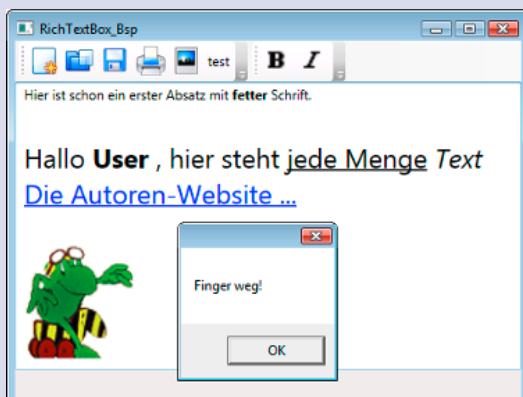 RichTextBox_Bsp
test B I
Hier ist schon ein erster Absatz mit fetter Schrift.
Hallo User , hier steht jede Menge Text
Die Autoren-Website ...
Finger weg!
OK